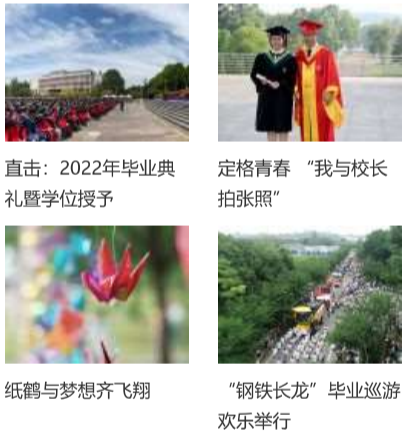 直击：2022年毕业典
礼暨学位授予
定格青春 “我与校长
拍张照”
纸鹤与梦想齐飞翔
“钢铁长龙”毕业巡游
欢乐举行